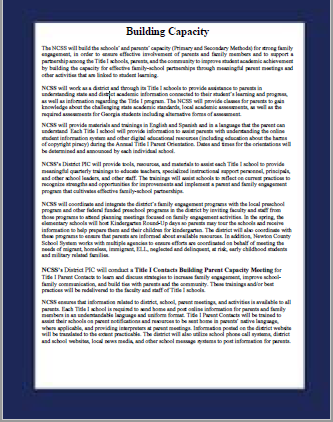 Building Capacity
The NCSS will build the schools' and parents' capacity (Primary and Secondary Methods) for strong family
engagement, in order to ensure effective involvement of parents and family members and to support a
partnership among the Title I schools, parents, and the community to improve student academic achievement
by building the capacity for effective family-school partnerships through meaningful parent meetings and
other activities that are linked to student learning.
NCSS will work as a district and through its Title I schools to provide assistance to parents in
understanding state and district academic information connected to their student's learning and progress,
as well as information regarding the Title I program. The NCSS will provide classes for parents to gain
knowledge about the challenging state academic standards, local academic assessments, as well as the
required assessments for Georgia students including alternative forms of assessment.
NCSS will provide materials and trainings in English and Spanish and in a language that the parent can
understand. Each Title I school will provide information to assist parents with understanding the online
student information system and other digital educational resources (including education about the harms
of copyright piracy) during the Annual Title I Parent Orientation. Dates and times for the orientations will
be determined and announced by each individual school.
NCSS's District PIC will provide tools, resources, and materials to assist each Title I school to provide
meaningful quarterly trainings to educate teachers, specialized instructional support personnel, principals,
and other school leaders, and other staff. The trainings will assist schools to reflect on current practices to
recognize strengths and opportunities for improvements and implement a parent and family engagement
program that cultivates effective family-school partnerships.
NCSS will coordinate and integrate the district's family engagement programs with the local preschool
program and other federal funded preschool programs in the district by inviting faculty and staff from
those programs to attend planning meetings focused on family engagement activities. In the spring, the
elementary schools will host Kindergarten Round-Up days so parents may tour the schools and receive
information to help prepare them and their children for kindergarten. The district will also coordinate with
these programs to ensure that parents are informed about available resources. In addition, Newton County
School System works with multiple agencies to ensure efforts are coordinated on behalf of meeting the
needs of migrant, homeless, immigrant, ELL, neglected and delinquent, at risk, early childhood students
and military related families.
NCSS's District PIC will conduct a Title I Contacts Building Parent Capacity Meeting for
Title I Parent Contacts to learn and discuss strategies to increase family engagement, improve school-
family communication, and build ties with parents and the community. These trainings and/or best
practices will be redelivered to the faculty and staff of Title I schools.
NCSS ensures that information related to district, school, parent meetings, and activities is available to all
parents. Each Title I school is required to send home and post online information for parents and family
members in an understandable language and uniform format. Title I Parent Contacts will be trained to
assist their schools on parent notifications and resources to be sent home in parents' native language,
where applicable, and providing interpreters at parent meetings. Information posted on the district website
will be translated to the extent practicable. The district will also utilize school phone call systems, district
and school websites, local news media, and other school message systems to post information for parents.